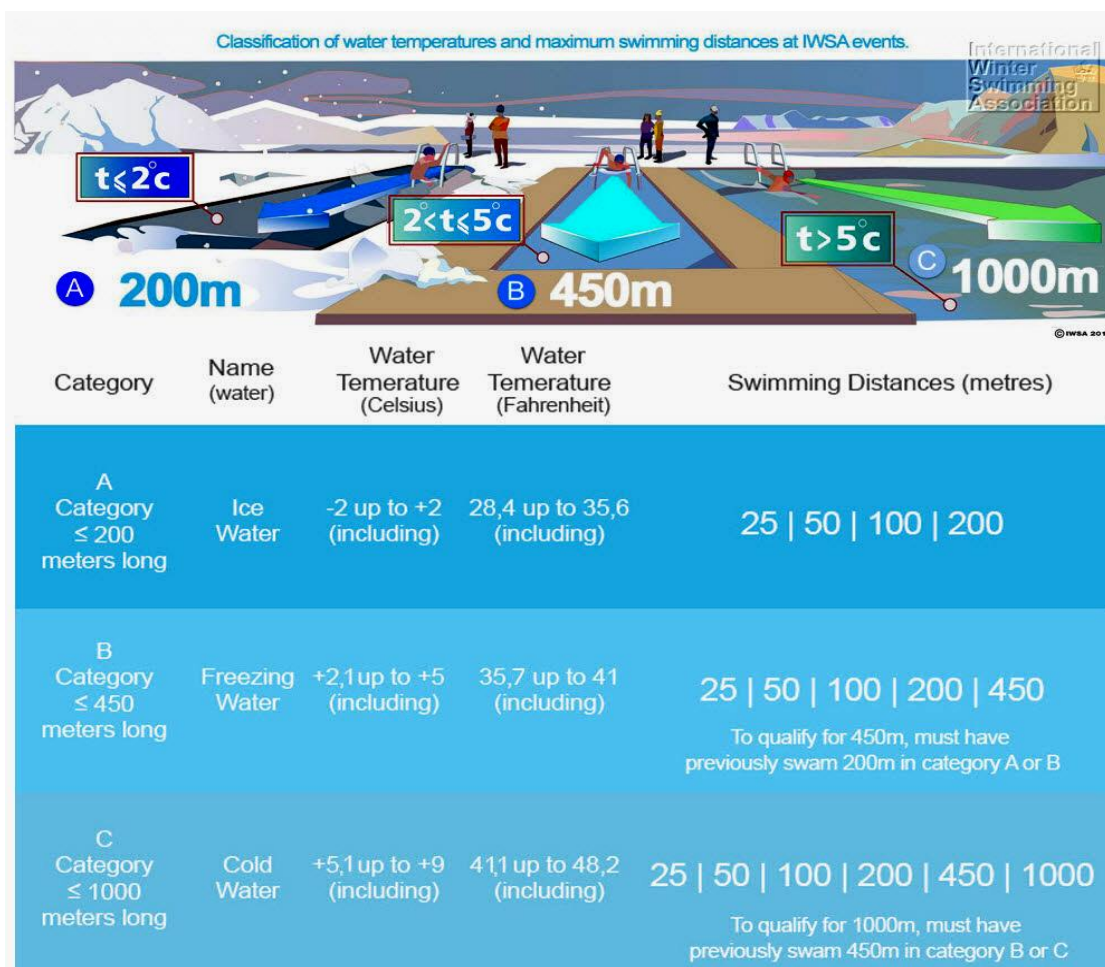 Classification of water temperatures and maximum swimming distances at IWSA events.
International
Winter
Swimming
Association
t⩽2°c
2°<t⩽5°c
t>5°c
A 200m
B 450m
C 1000m
© IWSA 201
Category
Name
(water)
Water
Temerature
(Celsius)
Water
Temerature
(Fahrenheit)
Swimming Distances (metres)
A
Category
≤ 200
meters long
Ice
Water
-2 up to +2
(including)
28,4 up to 35,6
(including)
25 | 50 | 100 | 200
B
Category
≤ 450
meters long
Freezing
Water
+2,1 up to +5
(including)
35,7 up to 41
(including)
25 | 50 | 100 | 200 | 450
To qualify for 450m, must have
previously swam 200m in category A or B
C
Category
≤ 1000
meters long
Cold
Water
+5,1 up to +9
(including)
41,1 up to 48,2
(including)
25 | 50 | 100 | 200 | 450 | 1000
To qualify for 1000m, must have
previously swam 450m in category B or C